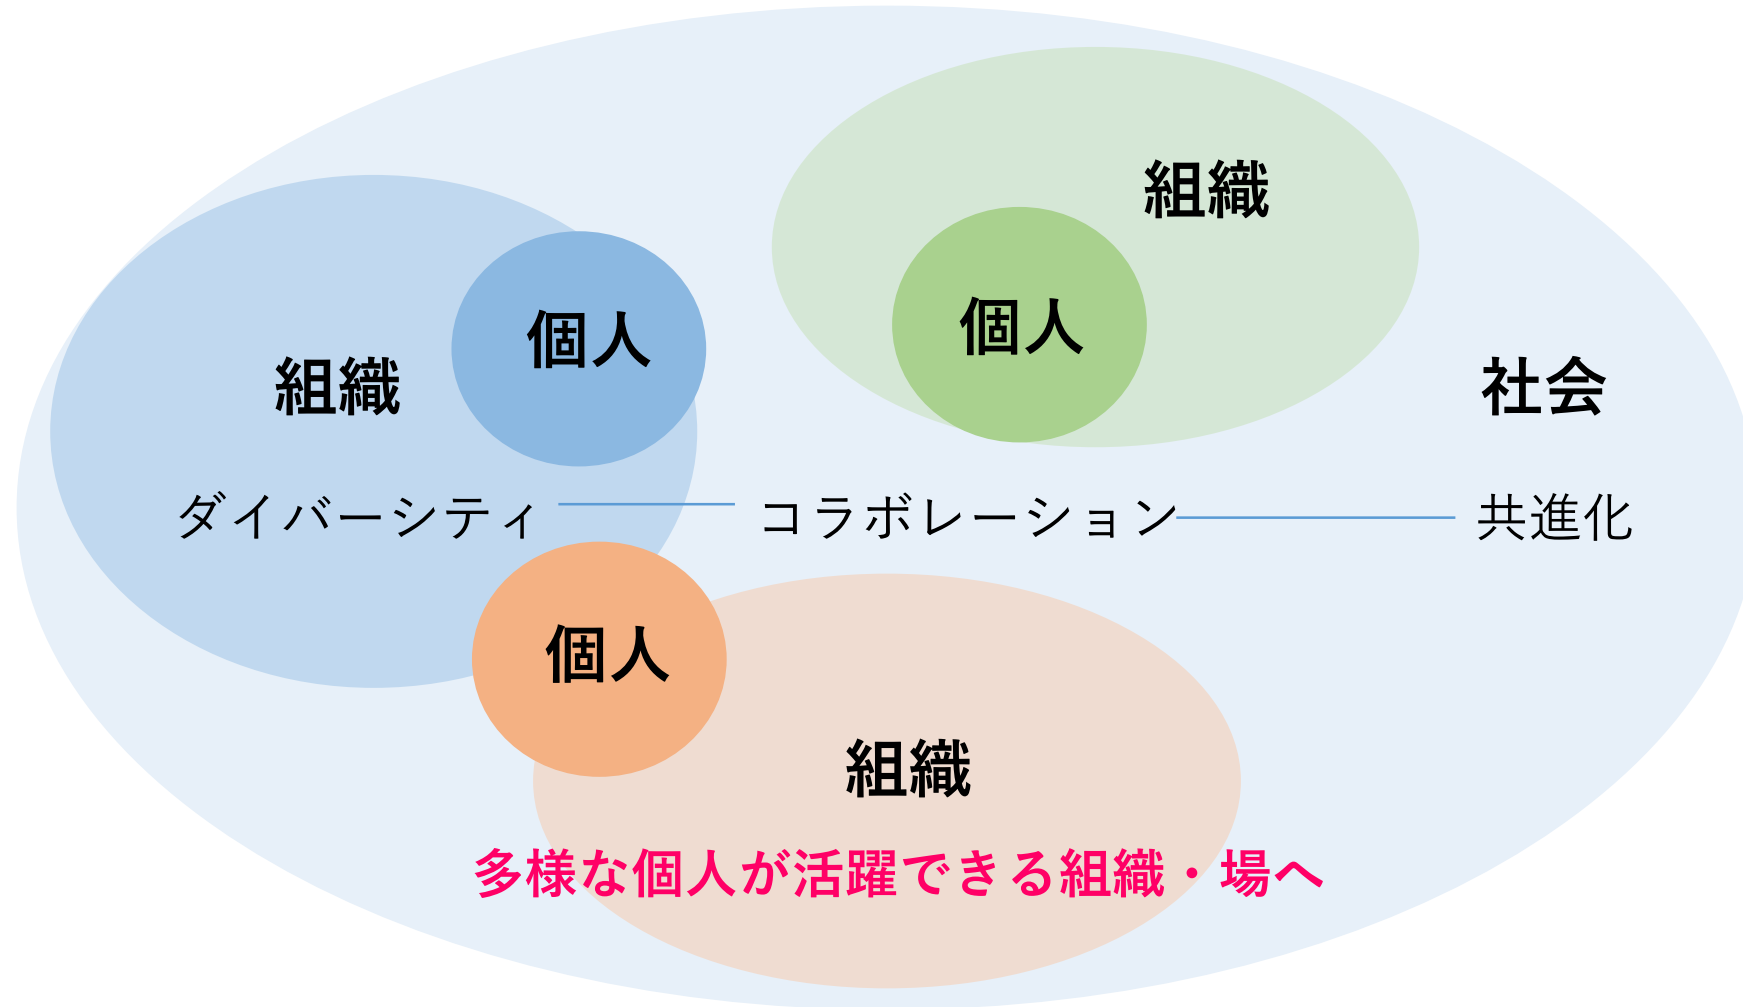 組織
個人
個人
組織
社会
ダイバーシティ
コラボレーション
共進化
個人
組織
多様な個人が活躍できる組織・場へ